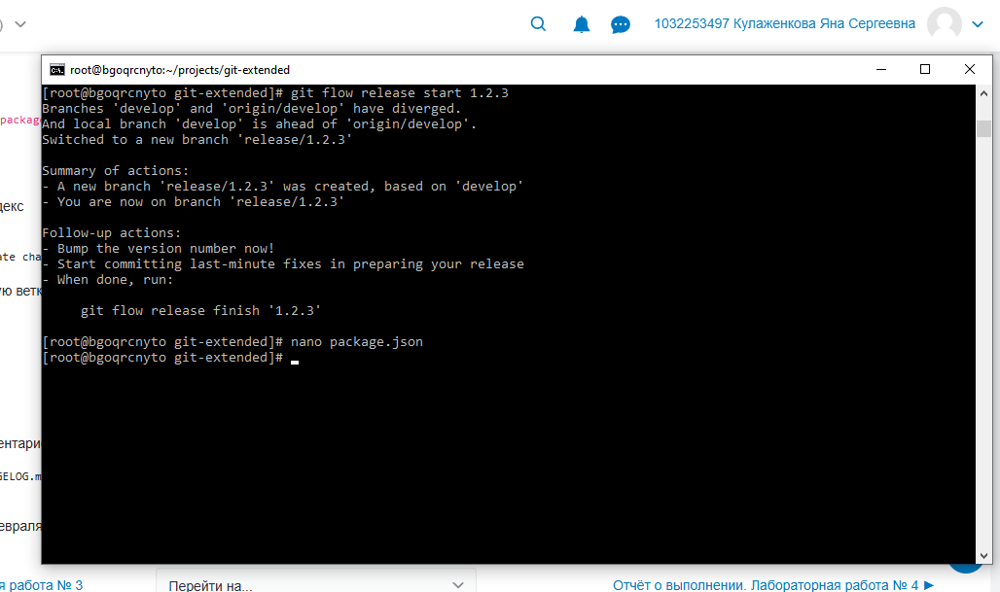 1032253497 Кулаженкова Яна Сергеевна
root@bgoqrcnyto:~/projects/git-extended
[root@bgoqrcnyto git-extended]# git flow release start 1.2.3
Branches 'develop' and 'origin/develop' have diverged.
And local branch 'develop' is ahead of 'origin/develop'.
Switched to a new branch 'release/1.2.3'
Summary of actions:
- A new branch 'release/1.2.3' was created, based on 'develop'
- You are now on branch 'release/1.2.3'
Follow-up actions:
- Bump the version number now!
- Start committing last-minute fixes in preparing your release
- When done, run:
git flow release finish '1.2.3'
[root@bgoqrcnyto git-extended]# nano package.json
[root@bgoqrcnyto git-extended]#
packag
декс
ate cha
ую ветк
ентари
GELOG.m
евраля
я работа № 3
Перейти на...
Отчёт о выполнении. Лабораторная работа № 4 ►